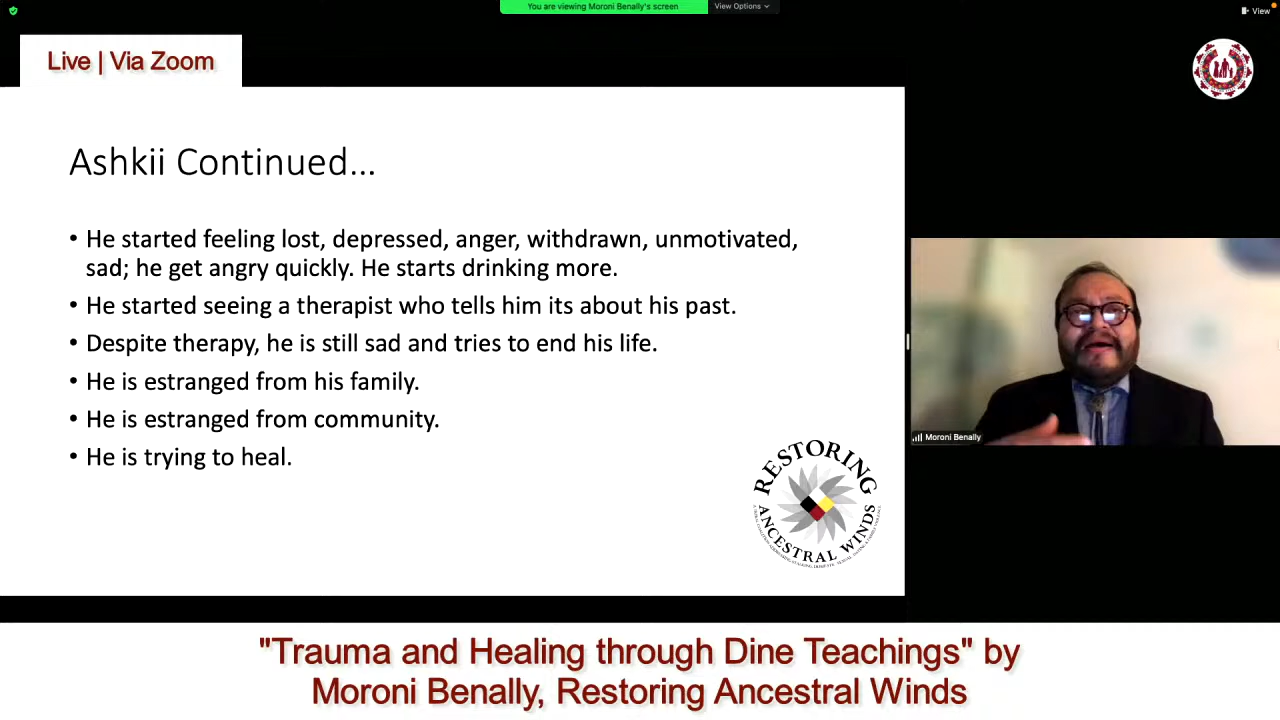 You are viewing Moroni Benally's screen
View Options
View
Live | Via Zoom
Ashkii Continued…
• He started feeling lost, depressed, anger, withdrawn, unmotivated,
sad; he get angry quickly. He starts drinking more.
• He started seeing a therapist who tells him its about his past.
• Despite therapy, he is still sad and tries to end his life.
• He is estranged from his family.
• He is estranged from community.
• He is trying to heal.
RESTORING
ANCESTRAL WINDS
Moroni Benally
"Trauma and Healing through Dine Teachings" by
Moroni Benally, Restoring Ancestral Winds